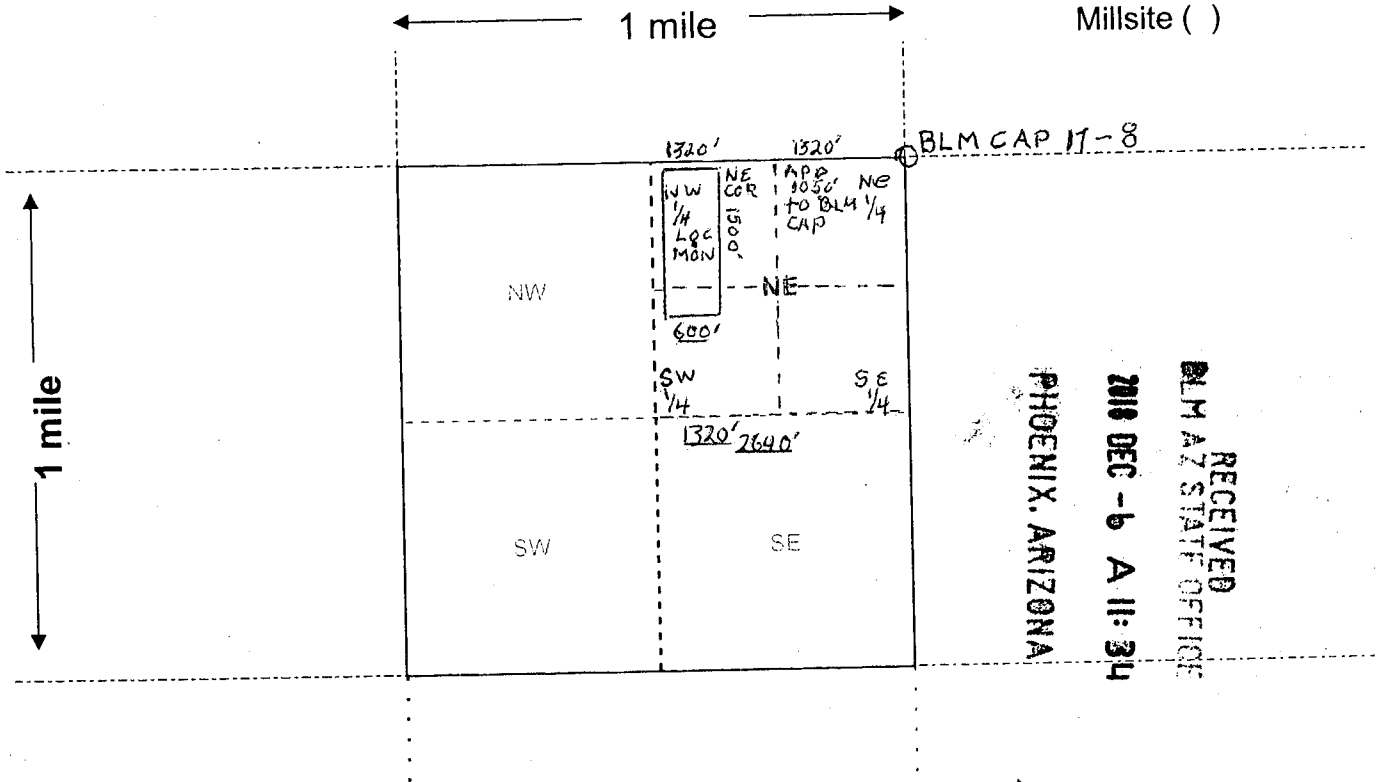 1 mile
Millsite ( )
BLM CAP 17-8
1320'
1320'
NW
1/4
LOC
MON
NE
COR
1500'
APP
1050'
TO BLM
CAP
NE
1/4
NW
NE
600'
SW
1/4
SE
1/4
1320' 2640'
1 mile
SW
SE
RECEIVED
BLM AZ STATE OFFICE
2018 DEC -6 A 11: 34
PHOENIX, ARIZONA